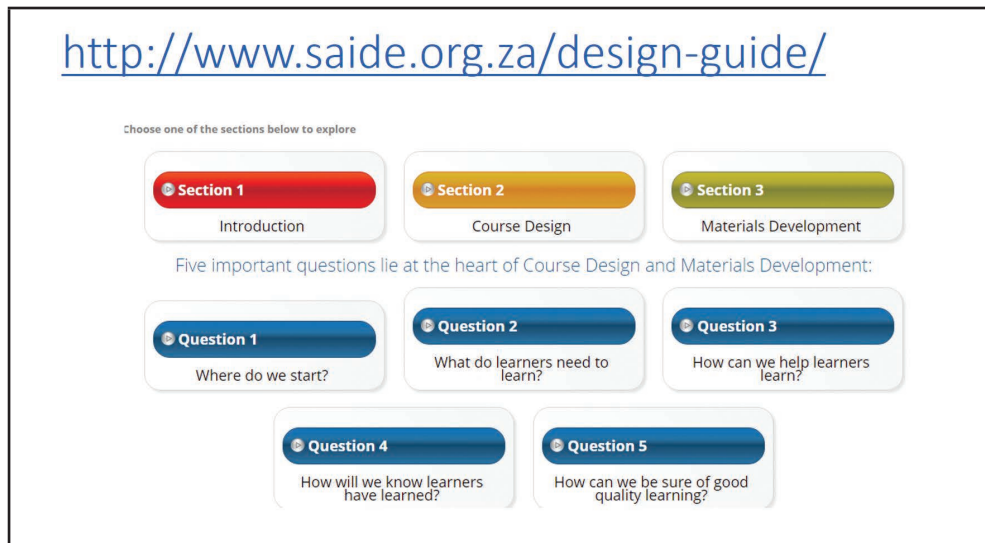 http://www.saide.org.za/design-guide/
Choose one of the sections below to explore
Section 1
Introduction
Section 2
Course Design
Section 3
Materials Development
Five important questions lie at the heart of Course Design and Materials Development:
Question 1
Where do we start?
Question 2
What do learners need to
learn?
Question 3
How can we help learners
learn?
Question 4
How will we know learners
have learned?
Question 5
How can we be sure of good
quality learning?